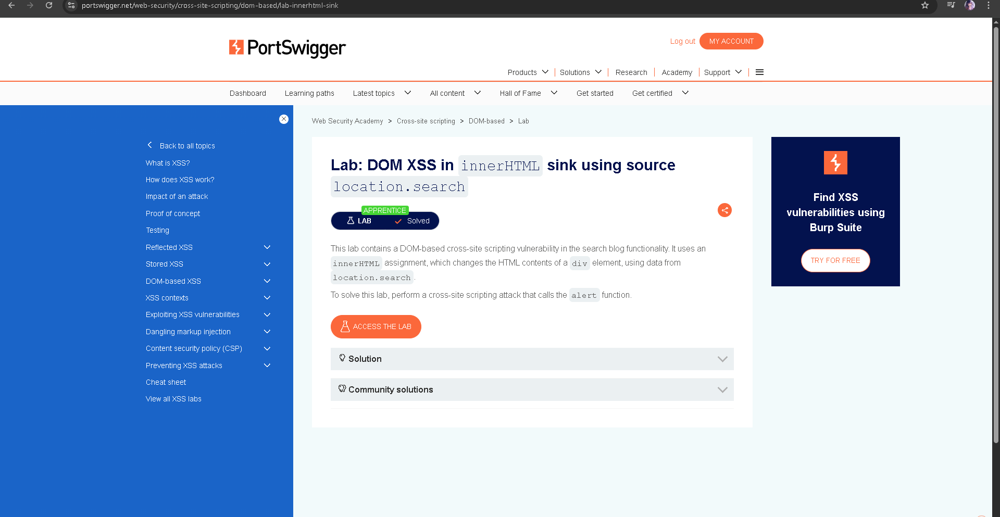 portswigger.net/web-security/cross-site-scripting/dom-based/lab-innerhtml-sink
PortSwigger
Log out
MY ACCOUNT
Products
Solutions
Research
Academy
Support
Dashboard
Learning paths
Latest topics
All content
Hall of Fame
Get started
Get certified
Back to all topics
What is XSS?
How does XSS work?
Impact of an attack
Proof of concept
Testing
Reflected XSS
Stored XSS
DOM-based XSS
XSS contexts
Exploiting XSS vulnerabilities
Dangling markup injection
Content security policy (CSP)
Preventing XSS attacks
Cheat sheet
View all XSS labs
Web Security Academy > Cross-site scripting > DOM-based > Lab
Lab: DOM XSS in innerHTML sink using source
location.search
APPRENTICE
LAB
Solved
This lab contains a DOM-based cross-site scripting vulnerability in the search blog functionality. It uses an
innerHTML assignment, which changes the HTML contents of a div element, using data from
location.search.
To solve this lab, perform a cross-site scripting attack that calls the alert function.
ACCESS THE LAB
Solution
Community solutions
Find XSS
vulnerabilities using
Burp Suite
TRY FOR FREE